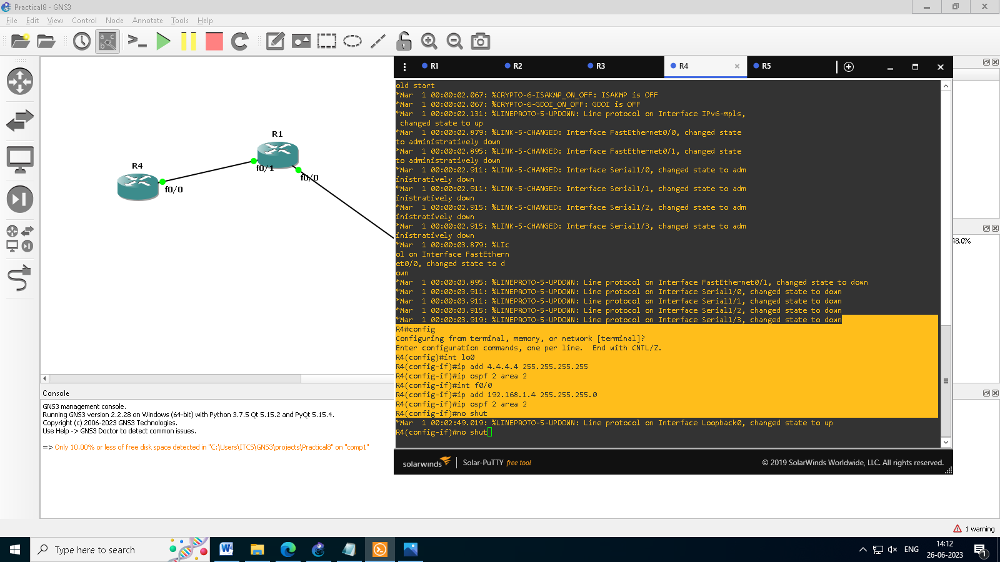 Practical8 - GNS3
File Edit View Control Node Annotate Tools Help
R4
f0/0
R1
f0/1
f0/0
R1 R2 R3 R4 R5
old start
*Mar  1 00:00:02.067: %CRYPTO-6-ISAKMP_ON_OFF: ISAKMP is OFF
*Mar  1 00:00:02.067: %CRYPTO-6-GDOI_ON_OFF: GDOI is OFF
*Mar  1 00:00:02.131: %LINEPROTO-5-UPDOWN: Line protocol on Interface IPv6-mpls,
 changed state to up
*Mar  1 00:00:02.879: %LINK-5-CHANGED: Interface FastEthernet0/0, changed state
to administratively down
*Mar  1 00:00:02.895: %LINK-5-CHANGED: Interface FastEthernet0/1, changed state
to administratively down
*Mar  1 00:00:02.911: %LINK-5-CHANGED: Interface Serial1/0, changed state to adm
inistratively down
*Mar  1 00:00:02.911: %LINK-5-CHANGED: Interface Serial1/1, changed state to adm
inistratively down
*Mar  1 00:00:02.915: %LINK-5-CHANGED: Interface Serial1/2, changed state to adm
inistratively down
*Mar  1 00:00:02.915: %LINK-5-CHANGED: Interface Serial1/3, changed state to adm
inistratively down
*Mar  1 00:00:03.879: %LIc
ol on Interface FastEthern
et0/0, changed state to d
own
*Mar  1 00:00:03.895: %LINEPROTO-5-UPDOWN: Line protocol on Interface FastEthernet0/1, changed state to down
*Mar  1 00:00:03.911: %LINEPROTO-5-UPDOWN: Line protocol on Interface Serial1/0, changed state to down
*Mar  1 00:00:03.911: %LINEPROTO-5-UPDOWN: Line protocol on Interface Serial1/1, changed state to down
*Mar  1 00:00:03.915: %LINEPROTO-5-UPDOWN: Line protocol on Interface Serial1/2, changed state to down
*Mar  1 00:00:03.919: %LINEPROTO-5-UPDOWN: Line protocol on Interface Serial1/3, changed state to down
R4#config
Configuring from terminal, memory, or network [terminal]?
Enter configuration commands, one per line.  End with CNTL/Z.
R4(config)#int lo0
R4(config-if)#ip add 4.4.4.4 255.255.255.255
R4(config-if)#ip ospf 2 area 2
R4(config-if)#int f0/0
R4(config-if)#ip add 192.168.1.4 255.255.255.0
R4(config-if)#ip ospf 2 area 2
R4(config-if)#no shut
*Mar  1 00:02:49.019: %LINEPROTO-5-UPDOWN: Line protocol on Interface Loopback0, changed state to up
R4(config-if)#no shut
solarwinds | Solar-PuTTY free tool
© 2019 SolarWinds Worldwide, LLC. All rights reserved.
48.0%
Console
GNS3 management console.
Running GNS3 version 2.2.28 on Windows (64-bit) with Python 3.7.5 Qt 5.15.2 and PyQt 5.15.4.
Copyright (c) 2006-2023 GNS3 Technologies.
Use Help -> GNS3 Doctor to detect common issues.
=> Only 10.00% or less of free disk space detected in "C:\Users\ITCS\GNS3\projects\Practical8" on "comp1"
1 warning
Type here to search
ENG
14:12
26-06-2023
1